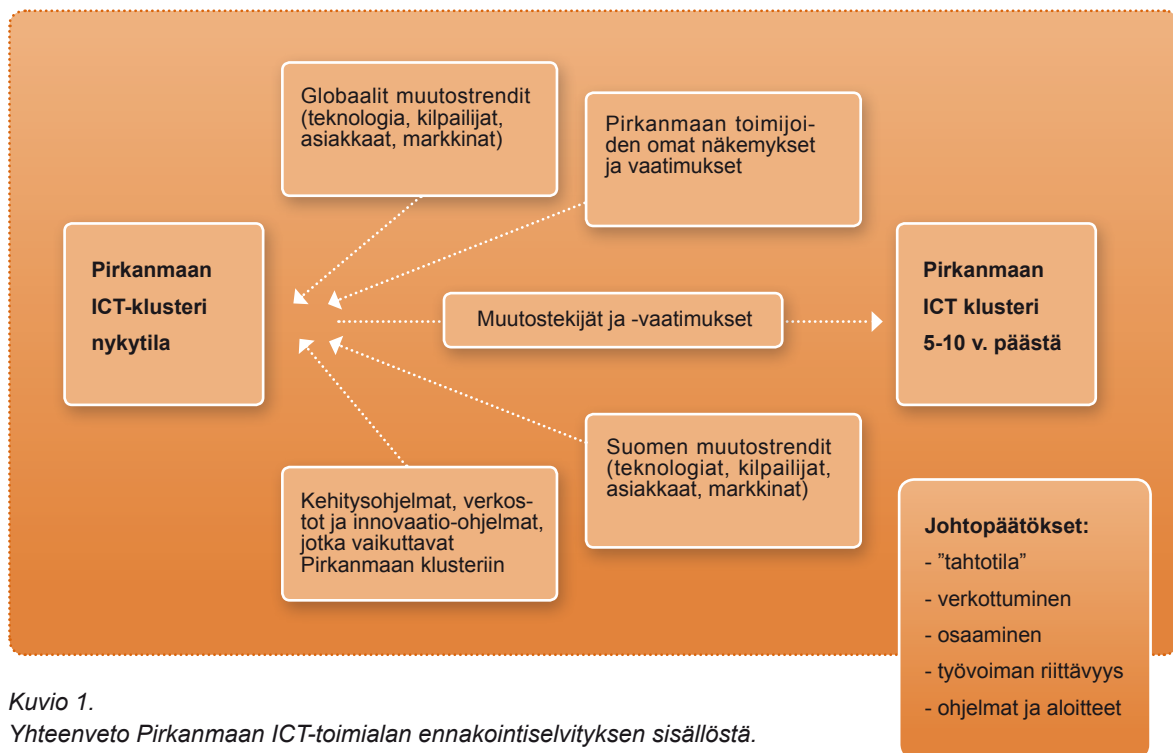 Globaalit muutostrendit
(teknologia, kilpailijat,
asiakkaat, markkinat)
Pirkanmaan toimijoi-
den omat näkemykset
ja vaatimukset
Pirkanmaan
ICT-klusteri
nykytila
Muutostekijät ja -vaatimukset
Pirkanmaan
ICT klusteri
5-10 v. päästä
Kehitysohjelmat, verkos-
tot ja innovaatio-ohjelmat,
jotka vaikuttavat
Pirkanmaan klusteriin
Suomen muutostrendit
(teknologiat, kilpailijat,
asiakkaat, markkinat)
Johtopäätökset:
- ”tahtotila”
- verkottuminen
- osaaminen
- työvoiman riittävyys
- ohjelmat ja aloitteet
Kuvio 1.
Yhteenveto Pirkanmaan ICT-toimialan ennakointiselvityksen sisällöstä.